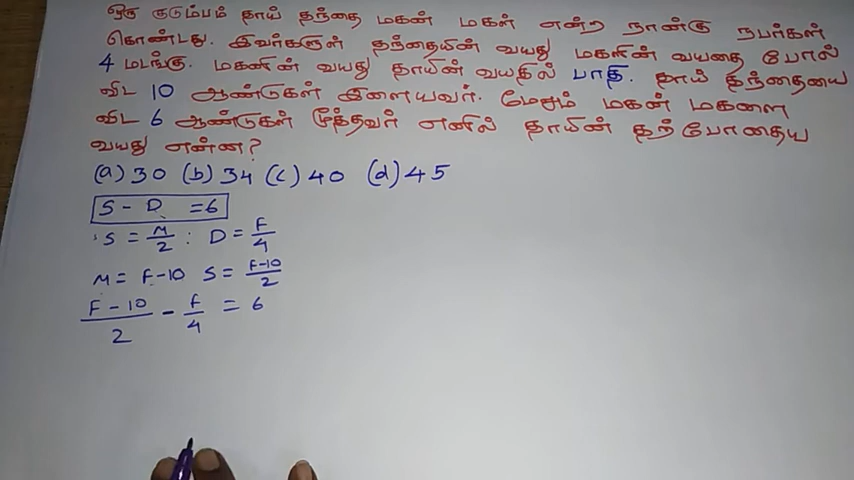 ஒரு குடும்பம் தாய் தந்தை மகன் மகள் என்ற நான்கு நபர்கள்
கொண்டது. இவர்களுள் தந்தையின் வயது மகளின் வயதை போல்
4 மடங்கு. மகனின் வயது தாயின் வயதில் பாதி. தாய் தந்தையை
விட 10 ஆண்டுகள் இளையவர். மேலும் மகன் மகளை
விட 6 ஆண்டுகள் மூத்தவர் எனில் தாயின் தற்போதைய
வயது என்ன?
(a) 30 (b) 34 (c) 40 (d) 45
S - D = 6
S = M/2 : D = F/4
M = F-10 S = F-10/2
F-10/2 - F/4 = 6